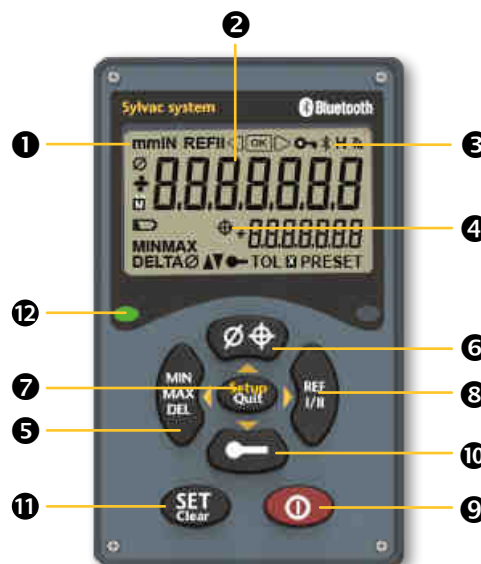 2
Sylvac system Bluetooth
1 mmIN REFII OK H 3
8.8.8.8.8.8.8
M
4 8.8.8.8.8.8.8
MINMAX
DELTAØ TOL M PRESET
12
Ø 6
7 MIN MAX DEL
Setup
Quit
REF
I/II 8
5
10
11 SET
Clear 9